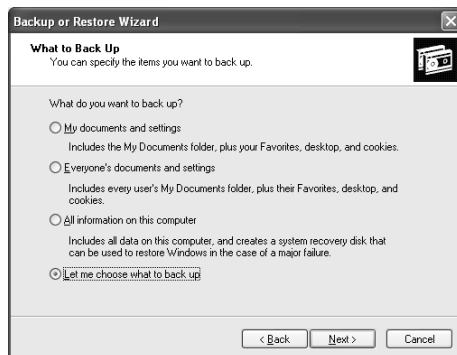 Backup or Restore Wizard
What to Back Up
You can specify the items you want to back up.
What do you want to back up?
My documents and settings
Includes the My Documents folder, plus your Favorites, desktop, and cookies.
Everyone's documents and settings
Includes every user's My Documents folder, plus their Favorites, desktop, and
cookies.
All information on this computer
Includes all data on this computer, and creates a system recovery disk that
can be used to restore Windows in the case of a major failure.
Let me choose what to back up
< Back Next > Cancel